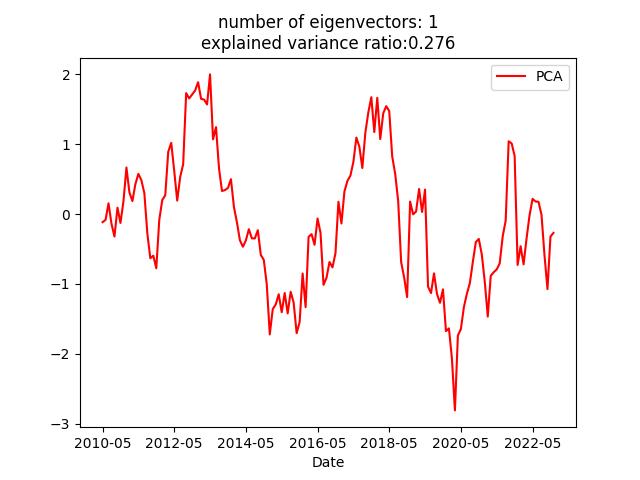 number of eigenvectors: 1
explained variance ratio:0.276
PCA
2
1
0
−1
−2
−3
2010-05 2012-05 2014-05 2016-05 2018-05 2020-05 2022-05
Date